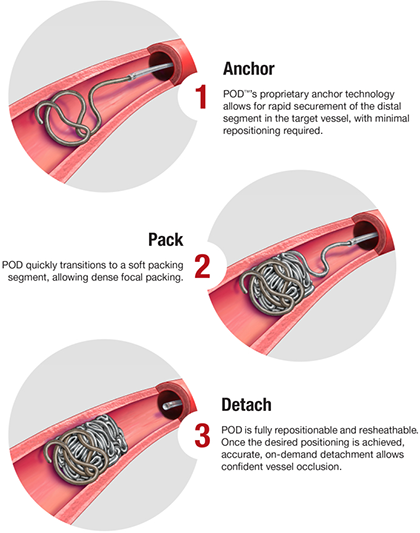 1
Anchor
POD™'s proprietary anchor technology
allows for rapid securement of the distal
segment in the target vessel, with minimal
repositioning required.
Pack
2
POD quickly transitions to a soft packing
segment, allowing dense focal packing.
Detach
3
POD is fully repositionable and resheathable.
Once the desired positioning is achieved,
accurate, on-demand detachment allows
confident vessel occlusion.